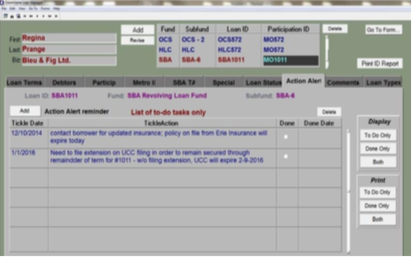 Add
Revise
Fund Subfund Loan ID Participation ID
Delete
Go To Form...
Regina
OCS OCS - 2 OCS572 MO572
Last Prange
HLC HLC HLC572 MO572
Bleu & Fig Ltd.
SBA SBA-6 SBA1011 MO1011
Print ID Report
Loan Terms Debtors Particip Metro II SBA T# Special Loan Status Action Alert Comments Loan Types
Loan ID: SBA1011 Fund: SBA Revolving Loan Fund Subfund: SBA-6
Add Action Alert reminder List of to-do tasks only Delete
Tickle Date TickleAction Done Done Date
12/10/2014 contact borrower for updated insurance; policy on file from Erie Insurance will
expire today
1/1/2016 Need to file extension on UCC filing in order to remain secured through
remaindder of term for #1011 - w/o filing extension, UCC will expire 2-9-2016
Display
To Do Only
Done Only
Both
Print
To Do Only
Done Only
Both